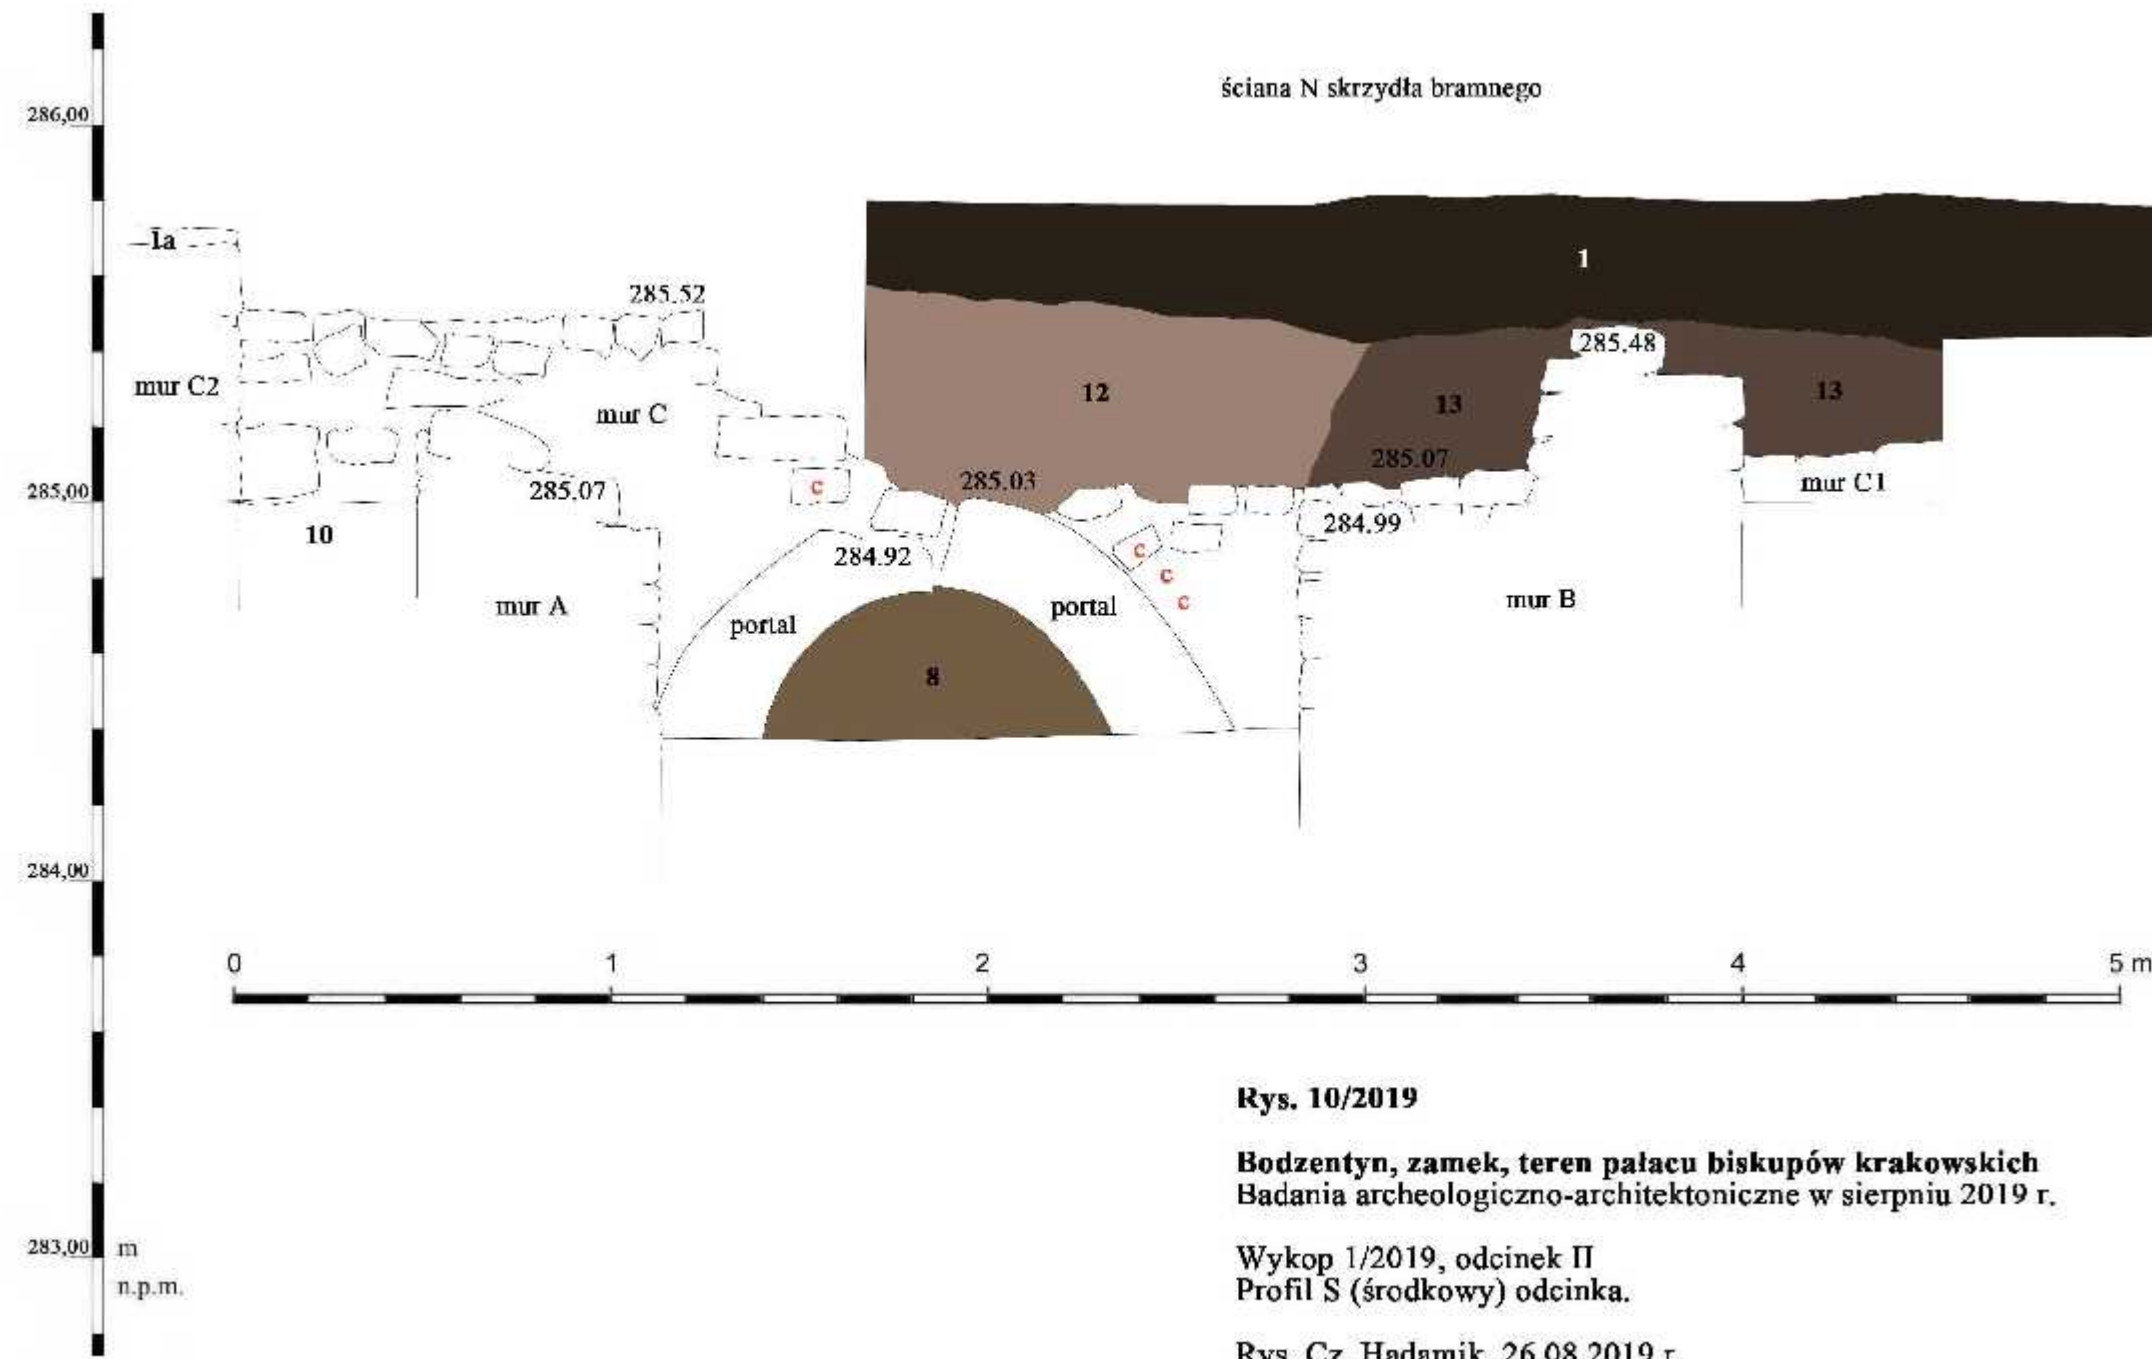 ściana N skrzydła bramnego
286,00
Ia
1
285.52
285.48
mur C2
mur C
12
13
13
285.07
285.03
285.07
mur C1
285,00
c
10
284.92
284.99
c
c
c
mur A
portal
portal
mur B
8
284,00
0 1 2 3 4 5 m
283,00 m
n.p.m.
Rys. 10/2019
Bodzentyn, zamek, teren pałacu biskupów krakowskich
Badania archeologiczno-architektoniczne w sierpniu 2019 r.
Wykop 1/2019, odcinek II
Profil S (środkowy) odcinka.
Rys. Cz. Hadamik, 26.08.2019 r.